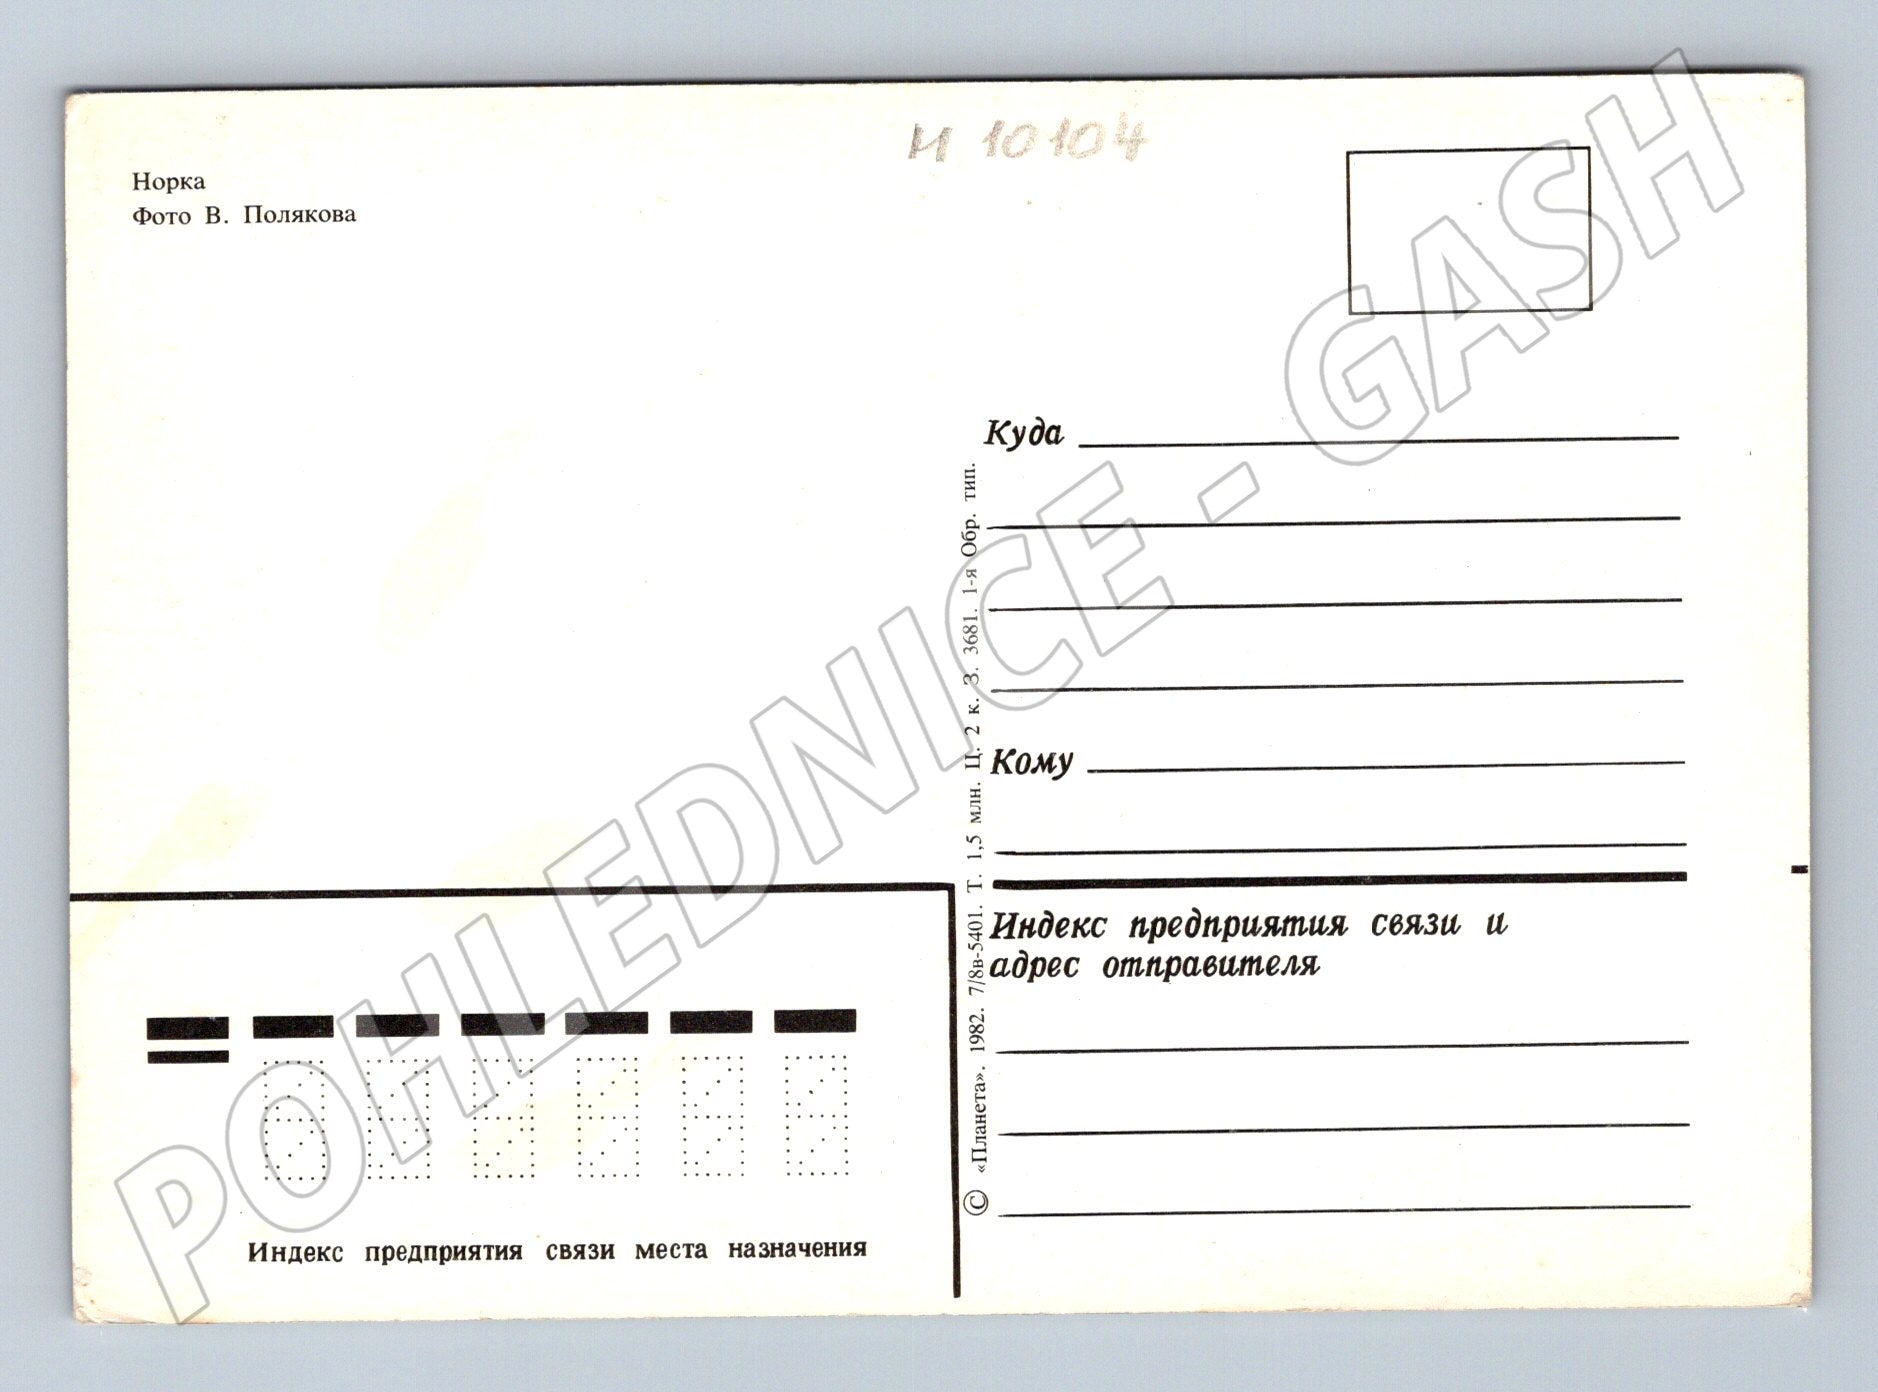 И 10104
Норка
Фото В. Полякова
Куда
Кому
Индекс предприятия связи и
адрес отправителя
© «Планета». 1982. 7/8в-5401. Т. 1,5 млн. Ц. 2 к. З. 3681. 1-я Обр. тип.
Индекс предприятия связи места назначения
POHLEDNICE - GASH